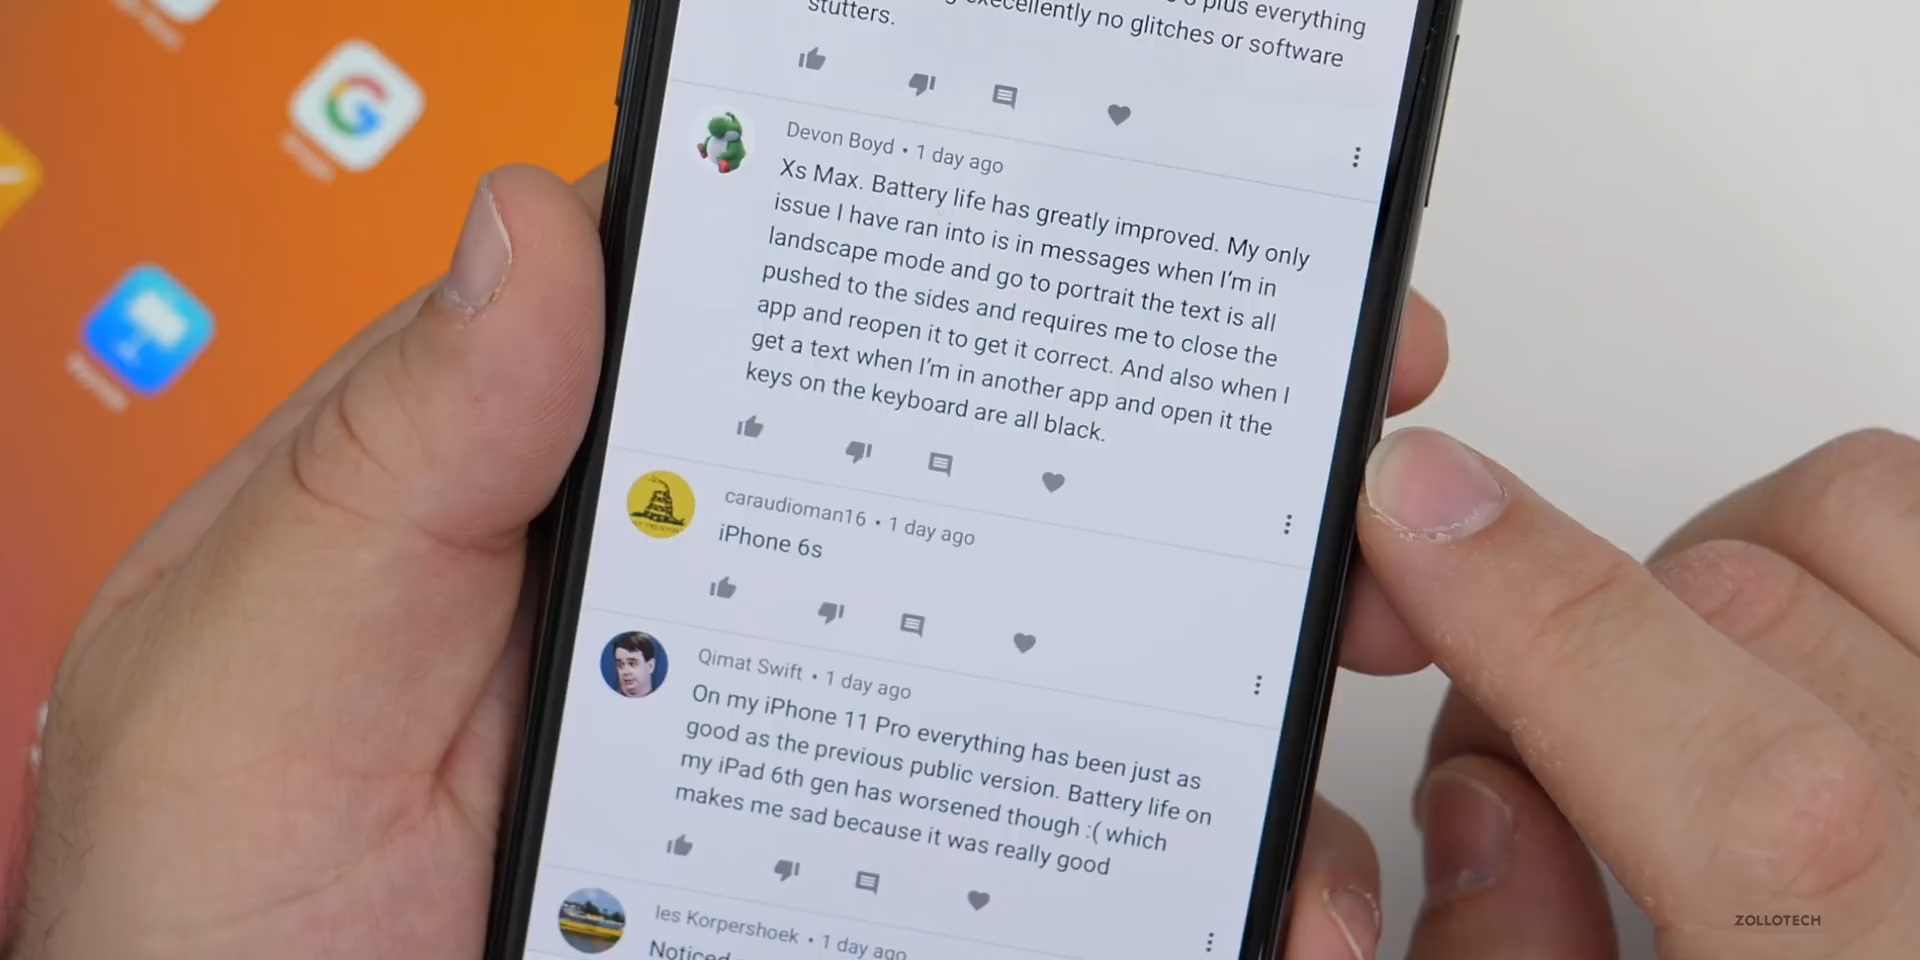 plus everything
execellently no glitches or software
stutters.
Devon Boyd • 1 day ago
Xs Max. Battery life has greatly improved. My only
issue I have ran into is in messages when I'm in
landscape mode and go to portrait the text is all
pushed to the sides and requires me to close the
app and reopen it to get it correct. And also when I
get a text when I'm in another app and open it the
keys on the keyboard are all black.
caraudioman16 • 1 day ago
iPhone 6s
Qimat Swift • 1 day ago
On my iPhone 11 Pro everything has been just as
good as the previous public version. Battery life on
my iPad 6th gen has worsened though :( which
makes me sad because it was really good
Ies Korpershoek • 1 day ago
Noticed
ZOLLOTECH